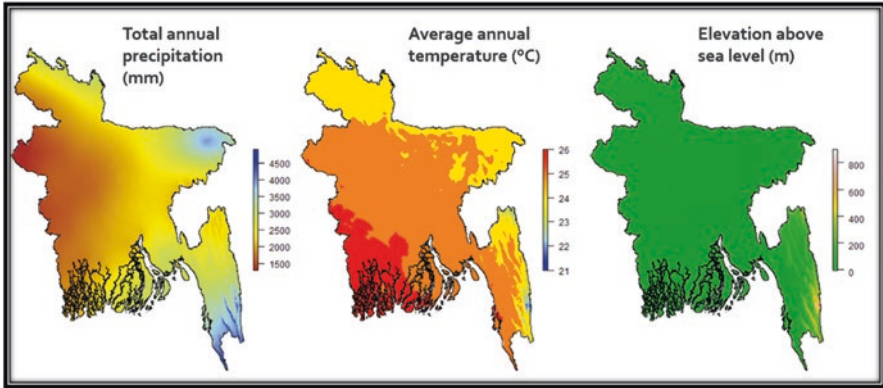 Total annual
precipitation
(mm)
4500
4000
3500
3000
2500
2000
1500
Average annual
temperature (°C)
26
25
24
23
22
21
Elevation above
sea level (m)
800
600
400
200
0